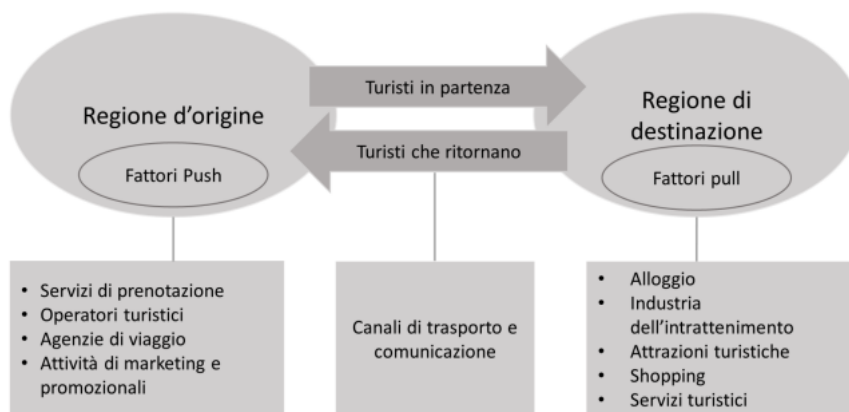 Regione d'origine
Fattori Push
Turisti in partenza
Turisti che ritornano
Regione di
destinazione
Fattori pull
• Servizi di prenotazione
• Operatori turistici
• Agenzie di viaggio
• Attività di marketing e
promozionali
Canali di trasporto e
comunicazione
• Alloggio
• Industria
dell'intrattenimento
• Attrazioni turistiche
• Shopping
• Servizi turistici